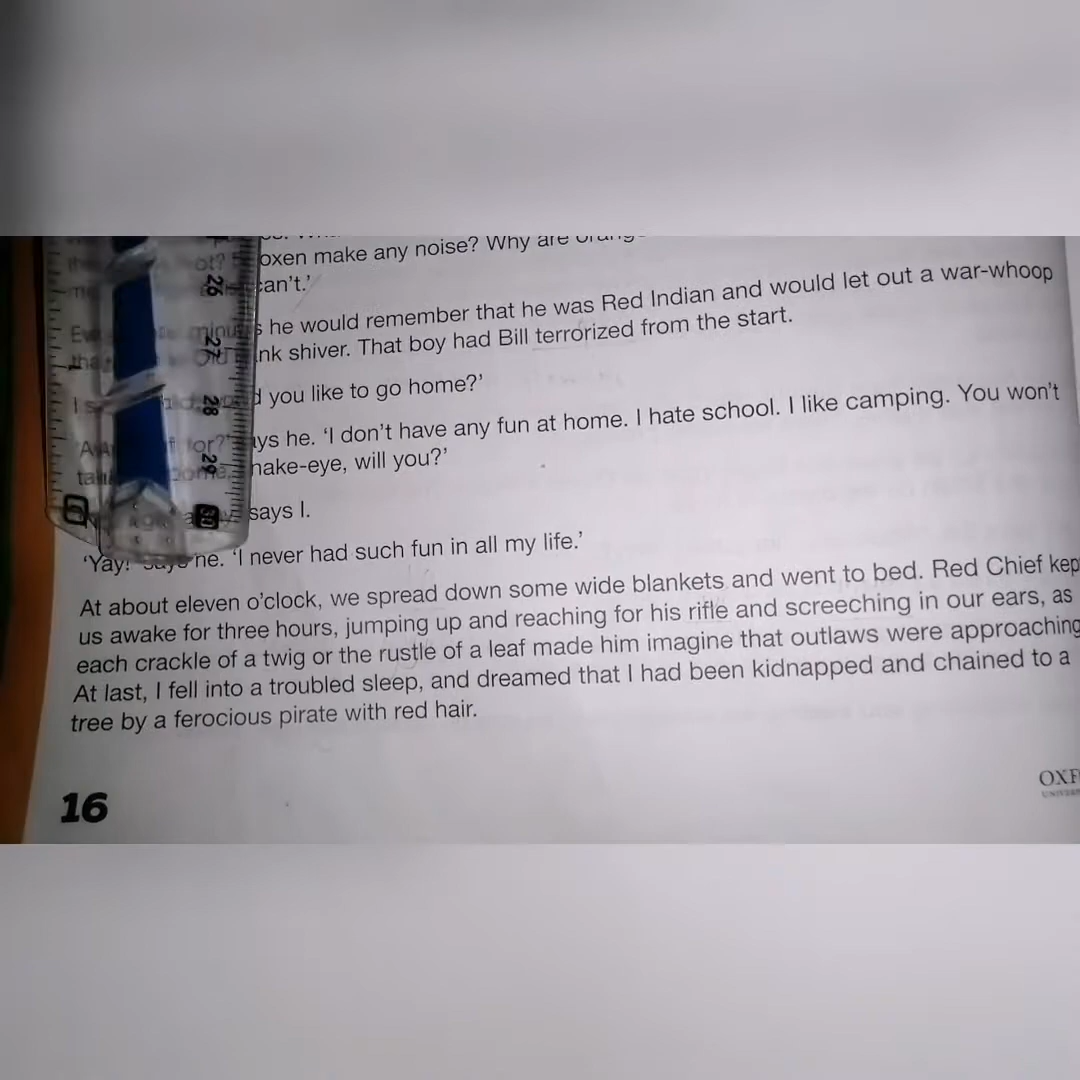 oxen make any noise? Why are
can't.'
he would remember that he was Red Indian and would let out a war-whoop
shiver. That boy had Bill terrorized from the start.
you like to go home?'
he. 'I don't have any fun at home. I hate school. I like camping. You won't
will you?'
says I.
'Yay!' says he. 'I never had such fun in all my life.'
At about eleven o'clock, we spread down some wide blankets and went to bed. Red Chief kep
us awake for three hours, jumping up and reaching for his rifle and screeching in our ears, as
each crackle of a twig or the rustle of a leaf made him imagine that outlaws were approaching
At last, I fell into a troubled sleep, and dreamed that I had been kidnapped and chained to a
tree by a ferocious pirate with red hair.
16
OXF
26
27
28
29
30